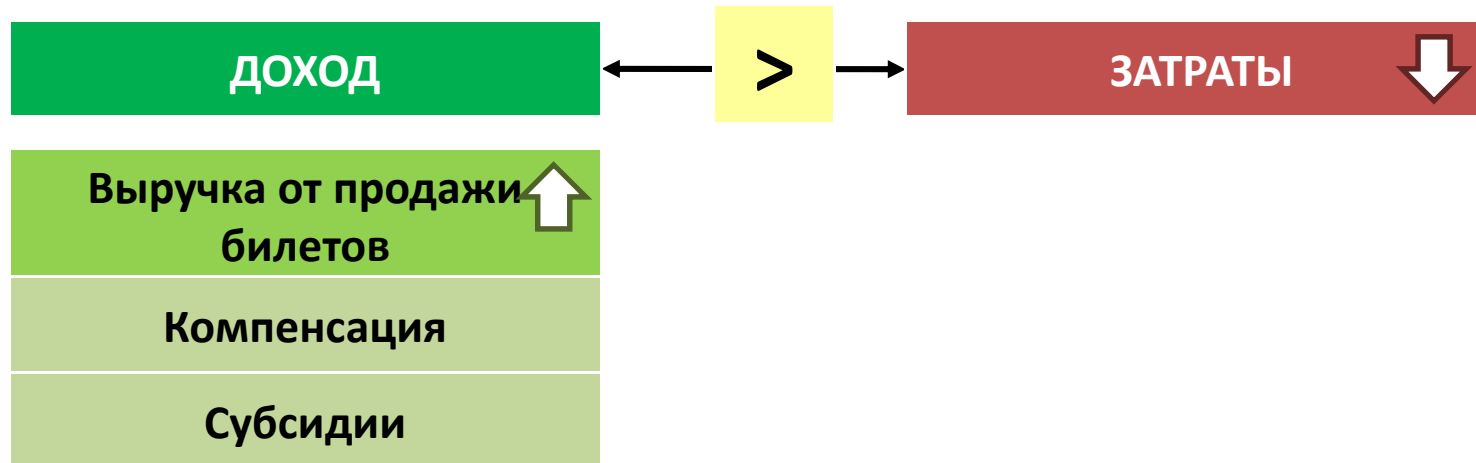 ДОХОД
>
ЗАТРАТЫ
Выручка от продажи
билетов
Компенсация
Субсидии